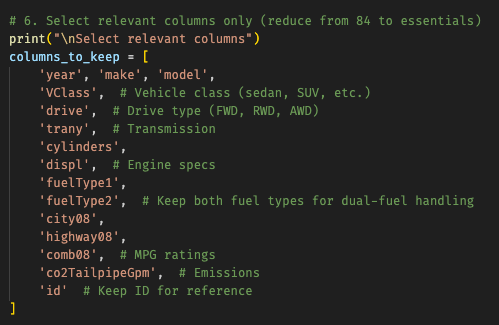 # 6. Select relevant columns only (reduce from 84 to essentials)
print("\nSelect relevant columns")
columns_to_keep = [
    'year', 'make', 'model',
    'VClass',  # Vehicle class (sedan, SUV, etc.)
    'drive',  # Drive type (FWD, RWD, AWD)
    'trany',  # Transmission
    'cylinders',
    'displ',  # Engine specs
    'fuelType1',
    'fuelType2',  # Keep both fuel types for dual-fuel handling
    'city08',
    'highway08',
    'comb08',  # MPG ratings
    'co2TailpipeGpm',  # Emissions
    'id'  # Keep ID for reference
]